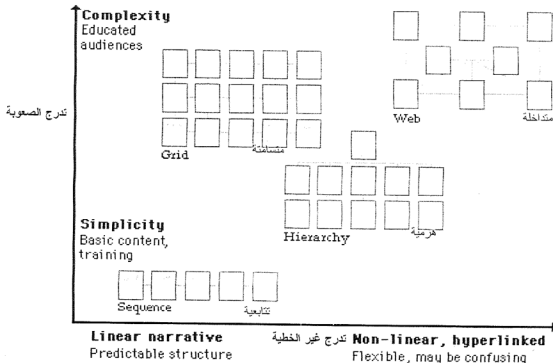 Complexity
Educated
audiences
تدرج الصعوبة
Grid
متسامتة
Web
متداخلة
Simplicity
Basic content,
training
Hierarchy
هرمية
Sequence
تتابعية
Linear narrative
Predictable structure
تدرج غير الخطية
Non-linear, hyperlinked
Flexible, may be confusing